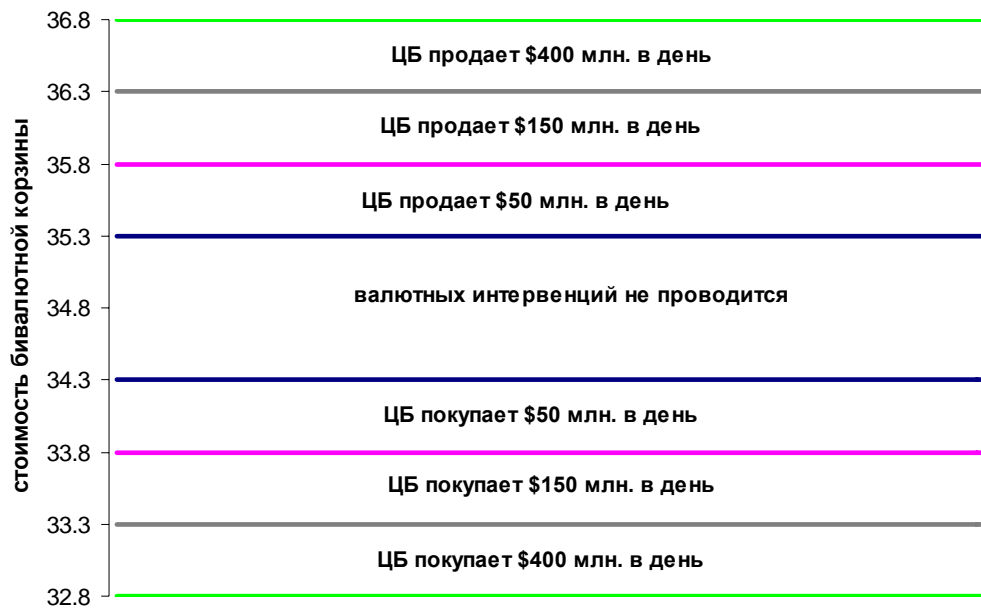 стоимость бивалютной корзины
36.8
ЦБ продает $400 млн. в день
36.3
ЦБ продает $150 млн. в день
35.8
ЦБ продает $50 млн. в день
35.3
валютных интервенций не проводится
34.8
34.3
ЦБ покупает $50 млн. в день
33.8
ЦБ покупает $150 млн. в день
33.3
ЦБ покупает $400 млн. в день
32.8